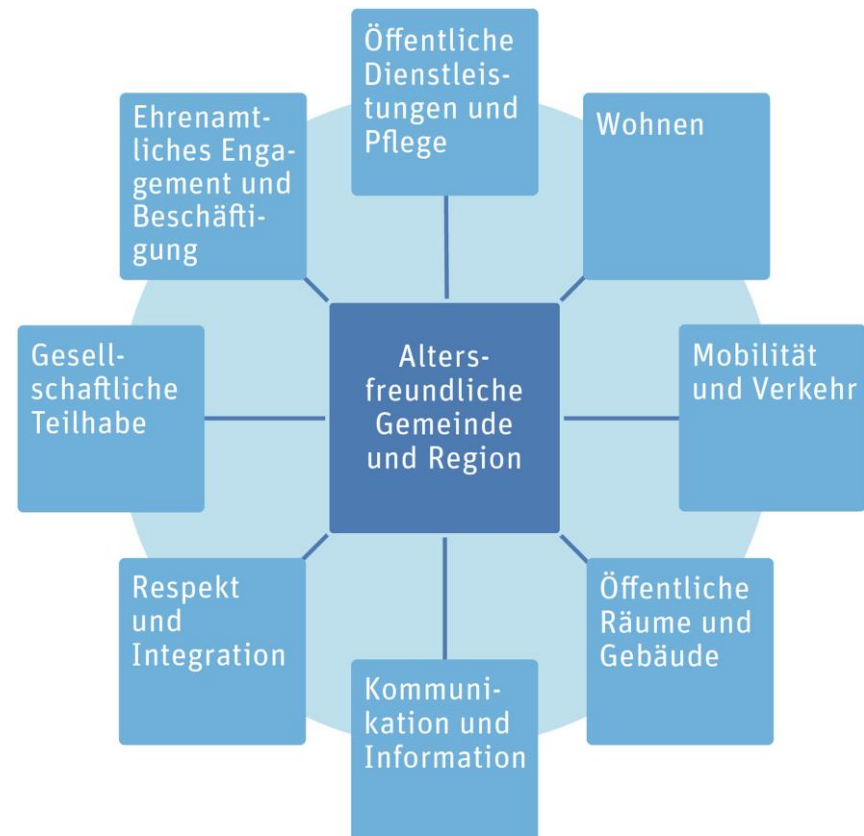 Öffentliche
Dienstleis-
tungen und
Pflege
Ehrenamt-
liches Enga-
gement und
Beschäfti-
gung
Wohnen
Gesell-
schaftliche
Teilhabe
Alters-
freundliche
Gemeinde
und Region
Mobilität
und Verkehr
Respekt
und
Integration
Kommuni-
kation und
Information
Öffentliche
Räume und
Gebäude